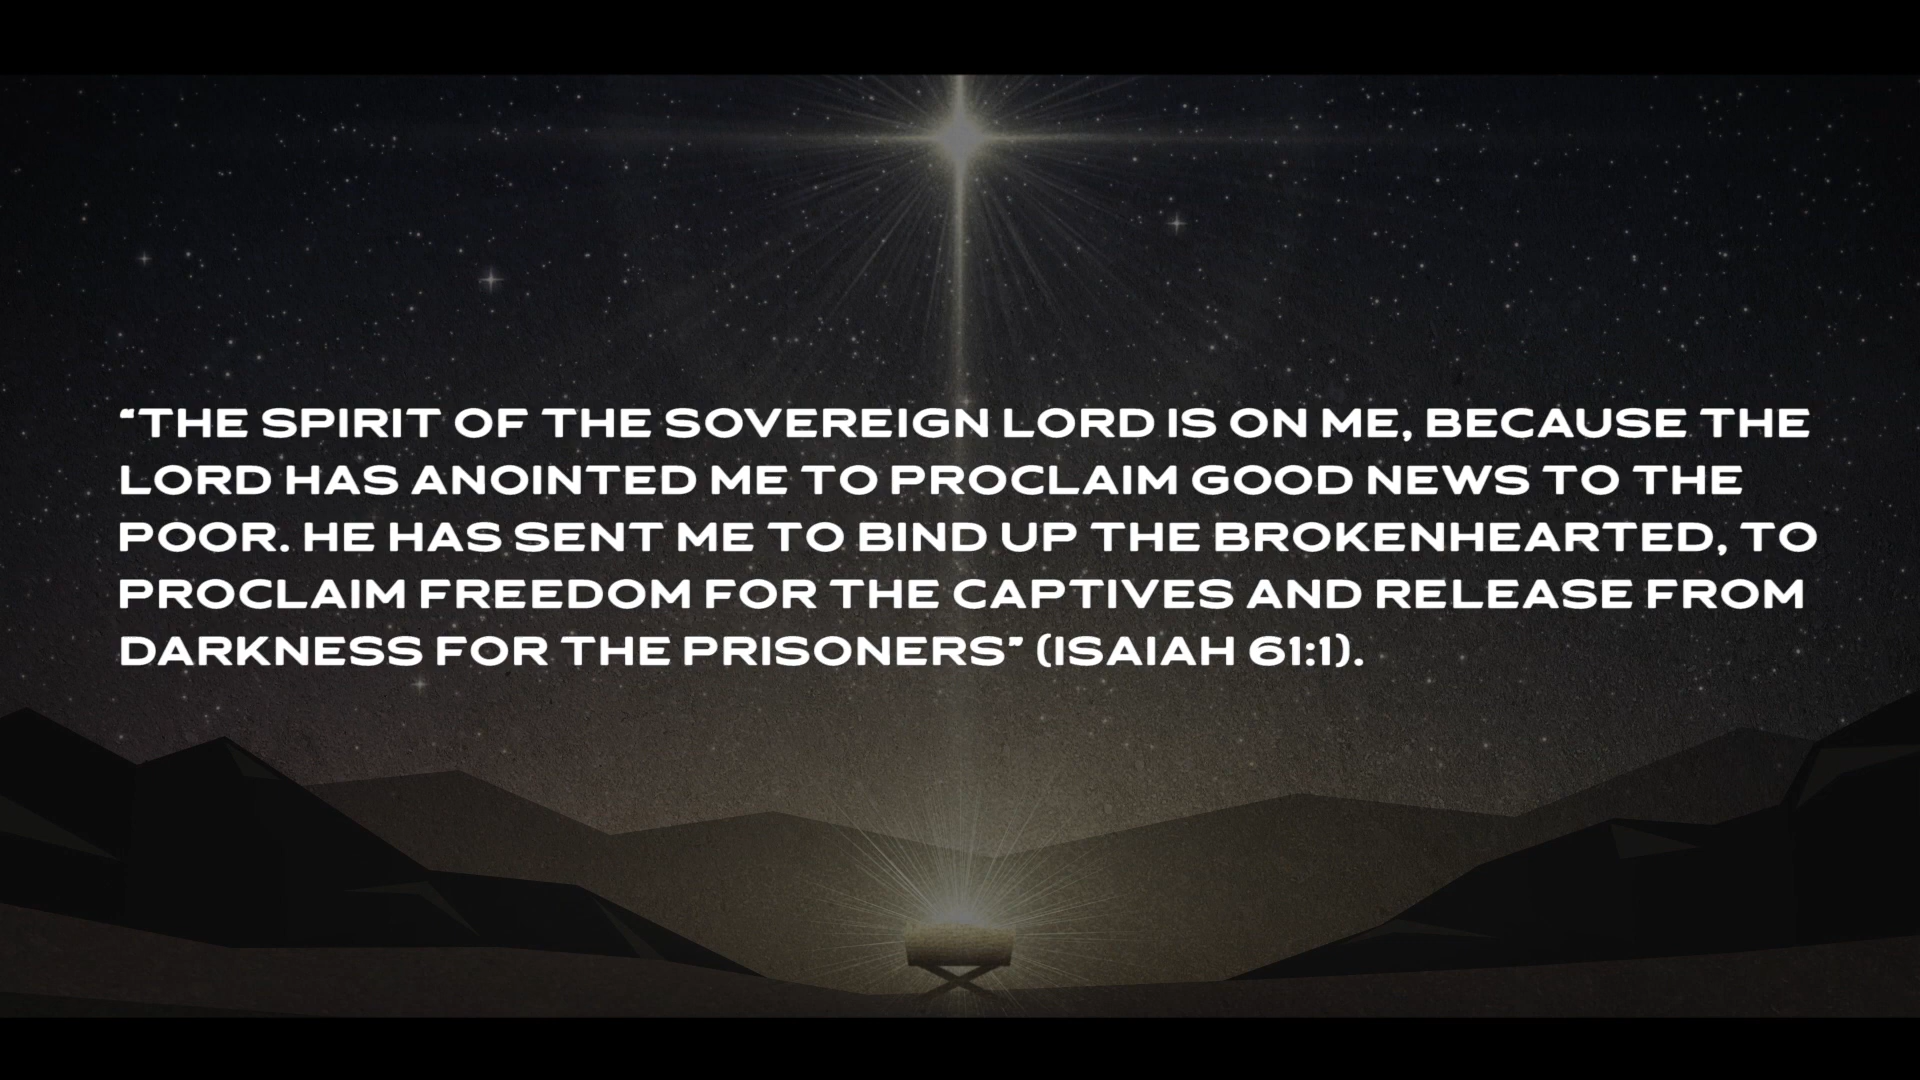 “THE SPIRIT OF THE SOVEREIGN LORD IS ON ME, BECAUSE THE
LORD HAS ANOINTED ME TO PROCLAIM GOOD NEWS TO THE
POOR. HE HAS SENT ME TO BIND UP THE BROKENHEARTED, TO
PROCLAIM FREEDOM FOR THE CAPTIVES AND RELEASE FROM
DARKNESS FOR THE PRISONERS” (ISAIAH 61:1).